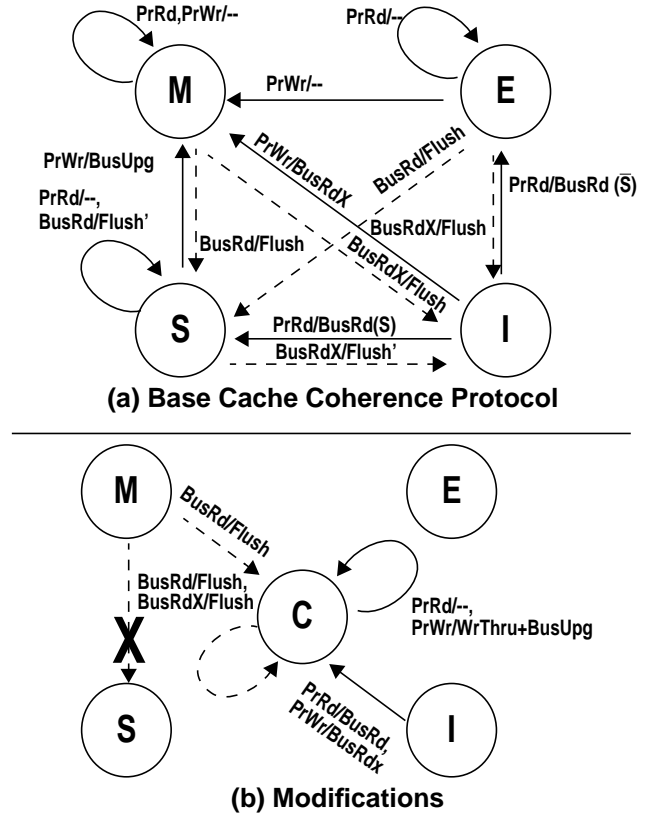 PrRd,PrWr/--
PrRd/--
M
E
PrWr/--
PrWr/BusUpg
PrWr/BusRdX
BusRd/Flush
PrRd/BusRd (S̅)
PrRd/--,
BusRd/Flush’
BusRd/Flush
BusRdX/Flush
BusRdX/Flush
S
I
PrRd/BusRd(S)
BusRdX/Flush’
(a) Base Cache Coherence Protocol
M
E
BusRd/Flush
BusRd/Flush,
BusRdX/Flush
C
PrRd/--,
PrWr/WrThru+BusUpg
X
PrRd/BusRd,
PrWr/BusRdx
S
I
(b) Modifications